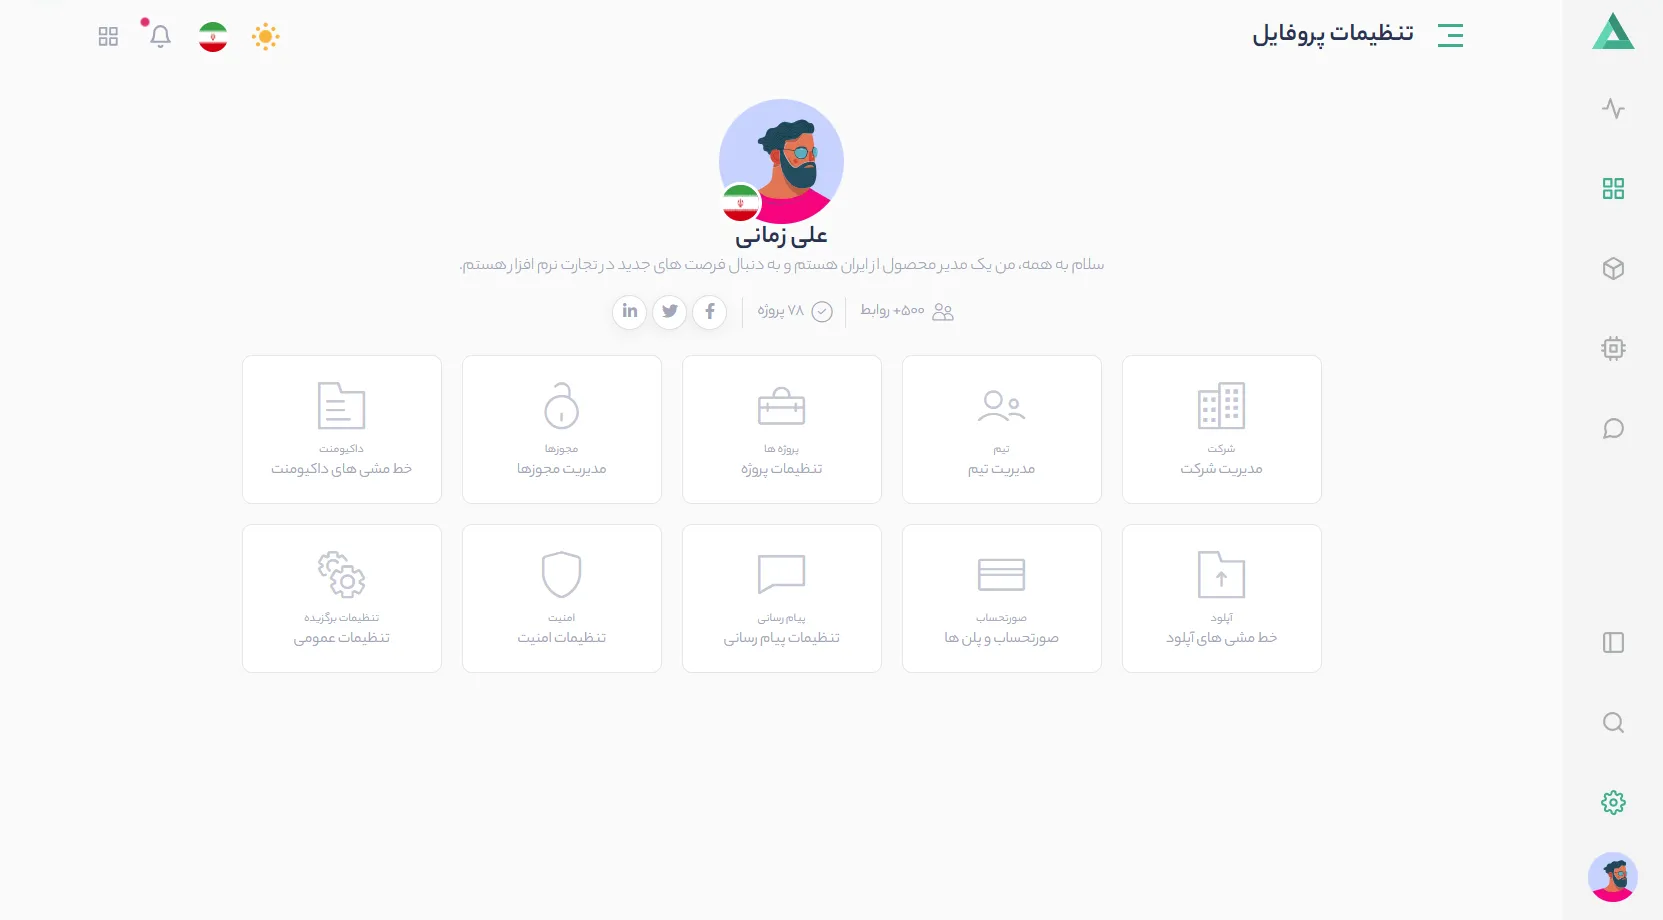 تنظیمات پروفایل
علی زمانی
سلام به همه، من یک مدیر محصول از ایران هستم و به دنبال فرصت های جدید در تجارت نرم افزار هستم.
۵۰۰+ روابط
۷۸ پروژه
شرکت
مدیریت شرکت
تیم
مدیریت تیم
پروژه ها
تنظیمات پروژه
مجوزها
مدیریت مجوزها
داکیومنت
خط مشی های داکیومنت
آپلود
خط مشی های آپلود
صورتحساب
صورتحساب و پلن ها
پیام رسانی
تنظیمات پیام رسانی
امنیت
تنظیمات امنیت
تنظیمات برگزیده
تنظیمات عمومی